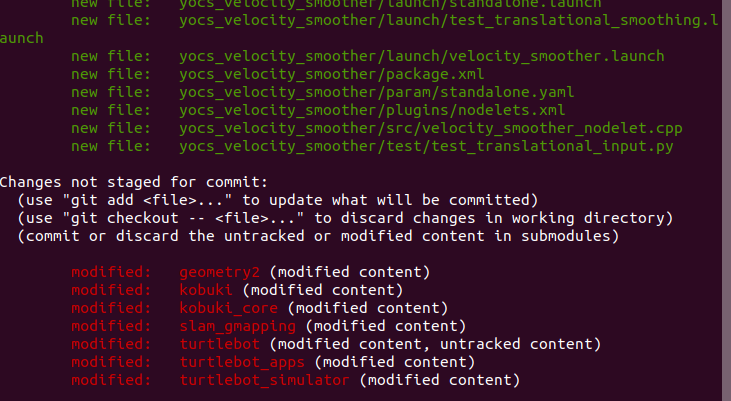 new file:   yocs_velocity_smoother/launch/standalone.launch
new file:   yocs_velocity_smoother/launch/test_translational_smoothing.l
aunch
new file:   yocs_velocity_smoother/launch/velocity_smoother.launch
new file:   yocs_velocity_smoother/package.xml
new file:   yocs_velocity_smoother/param/standalone.yaml
new file:   yocs_velocity_smoother/plugins/nodelets.xml
new file:   yocs_velocity_smoother/src/velocity_smoother_nodelet.cpp
new file:   yocs_velocity_smoother/test/test_translational_input.py
Changes not staged for commit:
(use "git add <file>..." to update what will be committed)
(use "git checkout -- <file>..." to discard changes in working directory)
(commit or discard the untracked or modified content in submodules)
modified:   geometry2 (modified content)
modified:   kobuki (modified content)
modified:   kobuki_core (modified content)
modified:   slam_gmapping (modified content)
modified:   turtlebot (modified content, untracked content)
modified:   turtlebot_apps (modified content)
modified:   turtlebot_simulator (modified content)